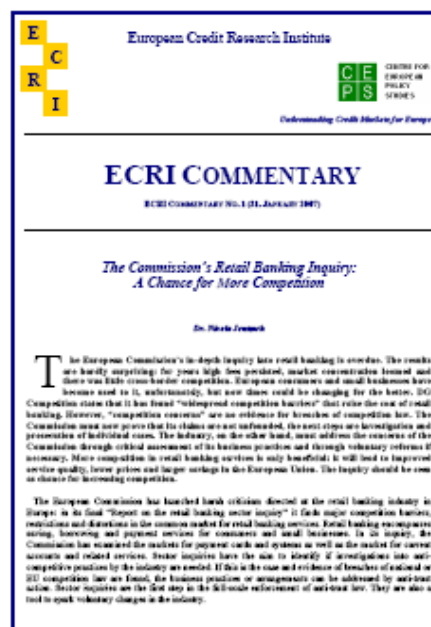 E
C
R
I
European Credit Research Institute
C E
P S
CENTRE FOR
EUROPEAN
POLICY
STUDIES
Understanding Credit Markets for Europe
ECRI COMMENTARY
ECRI COMMENTARY NO. 1 (31. JANUARY 2007)
The Commission's Retail Banking Inquiry:
A Chance for More Competition
Dr. Nicola Jentzsch
The European Commission's in-depth inquiry into retail banking is overdue. The results
are hardly surprising: for years high fees persisted, market concentration loomed and
there was little cross-border competition. European consumers and small businesses have
become used to it, unfortunately, but now times could be changing for the better. DG
Competition states that it has found "widespread competition barriers" that raise the cost of retail
banking. However, "competition concerns" are no evidence for breaches of competition law. The
Commission must now prove that its claims are not unfounded, the next steps are investigation and
prosecution of individual cases. The industry, on the other hand, must address the concerns of the
Commission through critical assessment of its business practices and through voluntary reforms if
necessary. More competition in retail banking services is only beneficial: it will lead to improved
service quality, lower prices and larger savings in the European Union. The inquiry should be seen
as chance for increasing competition.
The European Commission has launched harsh criticism directed at the retail banking industry in
Europe: in its final "Report on the retail banking sector inquiry" it finds major competition barriers,
restrictions and distortions in the common market for retail banking services. Retail banking encompasses
saving, borrowing and payment services for consumers and small businesses. In its inquiry, the
Commission has examined the markets for payment cards and systems as well as the market for current
accounts and related services. Sector inquiries have the aim to identify if investigations into anti-
competitive practices by the industry are needed. If this is the case and evidence of breaches of national or
EU competition law are found, the business practices or arrangements can be addressed by anti-trust
action. Sector inquiries are the first step in the full-scale enforcement of anti-trust law. They are also a
tool to spark voluntary changes in the industry.